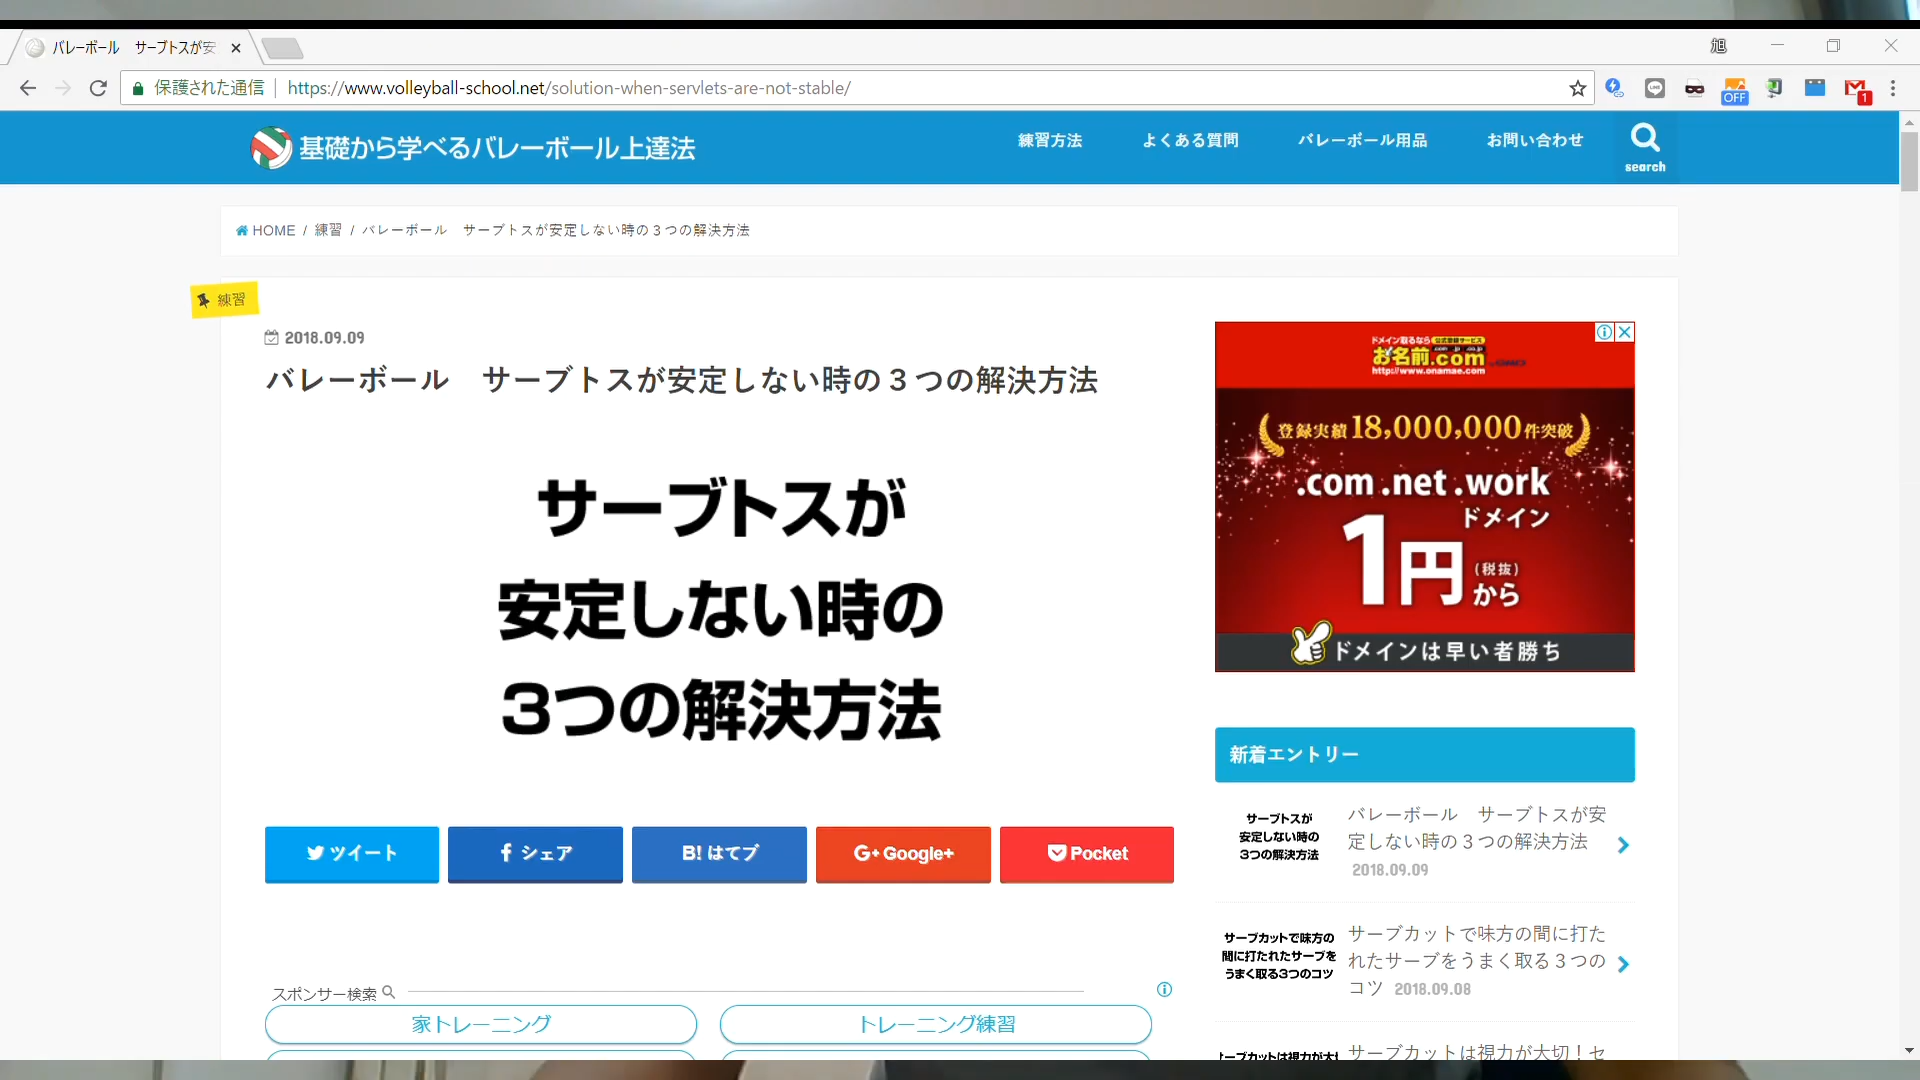 バレーボール　サーブトスが安
旭
保護された通信
https://www.volleyball-school.net/solution-when-servlets-are-not-stable/
OFF
1
基礎から学べるバレーボール上達法
練習方法
よくある質問
バレーボール用品
お問い合わせ
search
HOME / 練習 / バレーボール　サーブトスが安定しない時の３つの解決方法
練習
2018.09.09
バレーボール　サーブトスが安定しない時の３つの解決方法
サーブトスが
安定しない時の
3つの解決方法
ツイート
シェア
B! はてブ
G+ Google+
Pocket
スポンサー検索
家トレーニング
トレーニング練習
ドメイン取るなら
お名前.com
http://www.onamae.com
登録実績18,000,000件突破
.com .net .work
ドメイン
1円(税抜)から
ドメインは早い者勝ち
新着エントリー
サーブトスが
安定しない時の
3つの解決方法
バレーボール　サーブトスが安
定しない時の３つの解決方法
2018.09.09
サーブカットで味方の
間に打たれたサーブを
うまく取る3つのコツ
サーブカットで味方の間に打た
れたサーブをうまく取る３つの
コツ 2018.09.08
サーブカットは視力が大切！セ